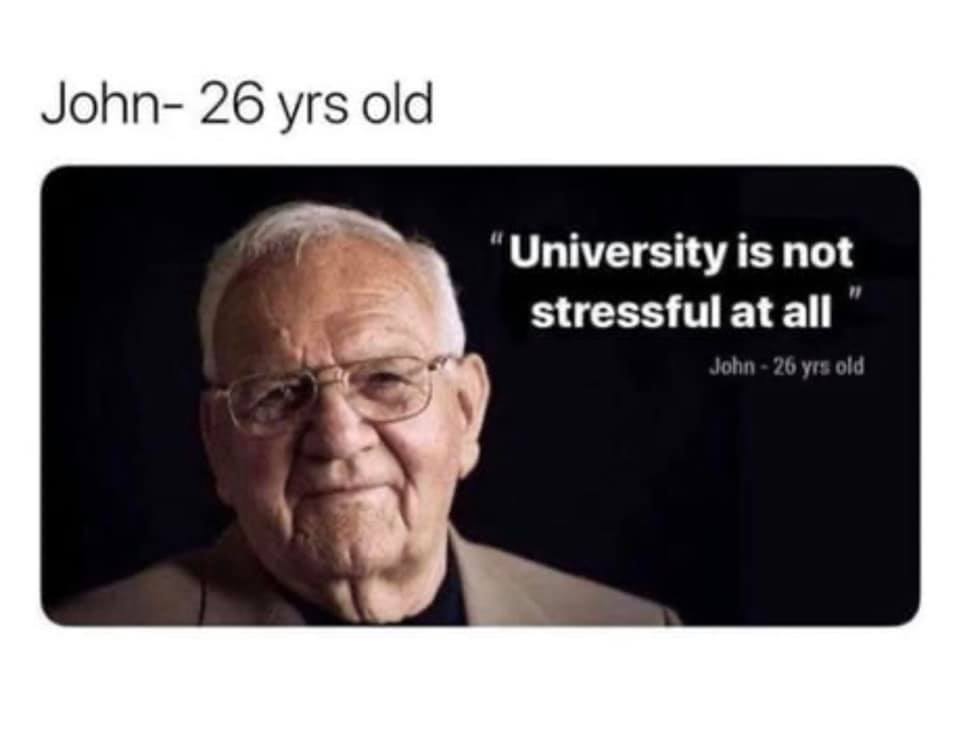 John- 26 yrs old
“University is not
stressful at all ”
John - 26 yrs old